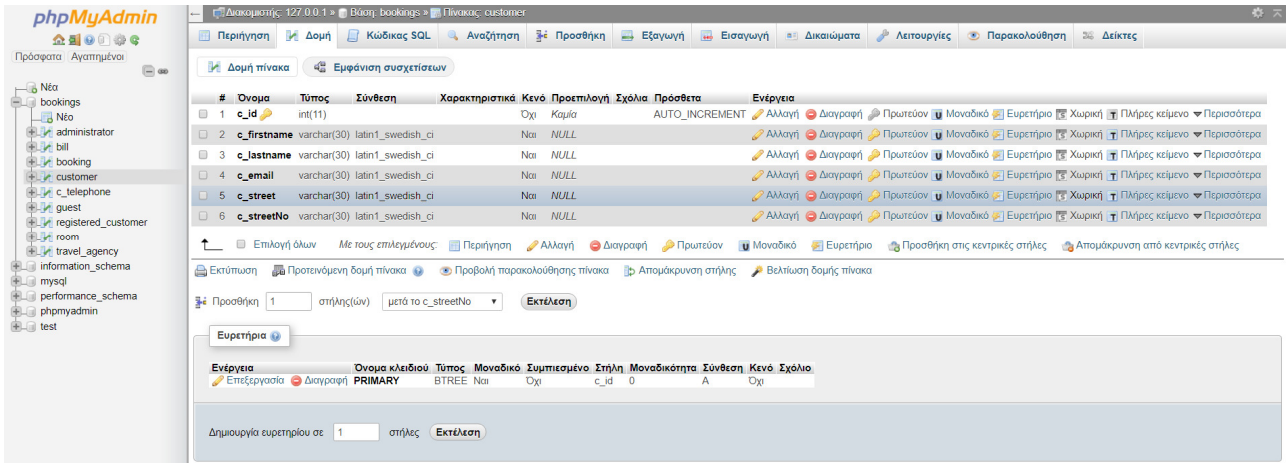 phpMyAdmin
Πρόσφατα Αγαπημένοι
Νέα
bookings
Νέο
administrator
bill
booking
customer
c_telephone
guest
registered_customer
room
travel_agency
information_schema
mysql
performance_schema
phpmyadmin
test
Διακομιστής: 127.0.0.1 » Βάση: bookings » Πίνακας: customer
Περιήγηση Δομή Κώδικας SQL Αναζήτηση Προσθήκη Εξαγωγή Εισαγωγή Δικαιώματα Λειτουργίες Παρακολούθηση Δείκτες
Δομή πίνακα Εμφάνιση συσχετίσεων
# Όνομα Τύπος Σύνθεση Χαρακτηριστικά Κενό Προεπιλογή Σχόλια Πρόσθετα Ενέργεια
1 c_id int(11) Όχι Καμία AUTO_INCREMENT Αλλαγή Διαγραφή Πρωτεύον Μοναδικό Ευρετήριο Χωρική Πλήρες κείμενο Περισσότερα
2 c_firstname varchar(30) latin1_swedish_ci Ναι NULL Αλλαγή Διαγραφή Πρωτεύον Μοναδικό Ευρετήριο Χωρική Πλήρες κείμενο Περισσότερα
3 c_lastname varchar(30) latin1_swedish_ci Ναι NULL Αλλαγή Διαγραφή Πρωτεύον Μοναδικό Ευρετήριο Χωρική Πλήρες κείμενο Περισσότερα
4 c_email varchar(30) latin1_swedish_ci Ναι NULL Αλλαγή Διαγραφή Πρωτεύον Μοναδικό Ευρετήριο Χωρική Πλήρες κείμενο Περισσότερα
5 c_street varchar(30) latin1_swedish_ci Ναι NULL Αλλαγή Διαγραφή Πρωτεύον Μοναδικό Ευρετήριο Χωρική Πλήρες κείμενο Περισσότερα
6 c_streetNo varchar(30) latin1_swedish_ci Ναι NULL Αλλαγή Διαγραφή Πρωτεύον Μοναδικό Ευρετήριο Χωρική Πλήρες κείμενο Περισσότερα
Επιλογή όλων Με τους επιλεγμένους: Περιήγηση Αλλαγή Διαγραφή Πρωτεύον Μοναδικό Ευρετήριο Προσθήκη στις κεντρικές στήλες Απομάκρυνση από κεντρικές στήλες
Εκτύπωση Προτεινόμενη δομή πίνακα Προβολή παρακολούθησης πίνακα Απομάκρυνση στήλης Βελτίωση δομής πίνακα
Προσθήκη 1 στήλης(ών) μετά το c_streetNo Εκτέλεση
Ευρετήρια
Ενέργεια Όνομα κλειδιού Τύπος Μοναδικό Συμπιεσμένο Στήλη Μοναδικότητα Σύνθεση Κενό Σχόλιο
Επεξεργασία Διαγραφή PRIMARY BTREE Ναι Όχι c_id 0 A Όχι
Δημιουργία ευρετηρίου σε 1 στήλες Εκτέλεση